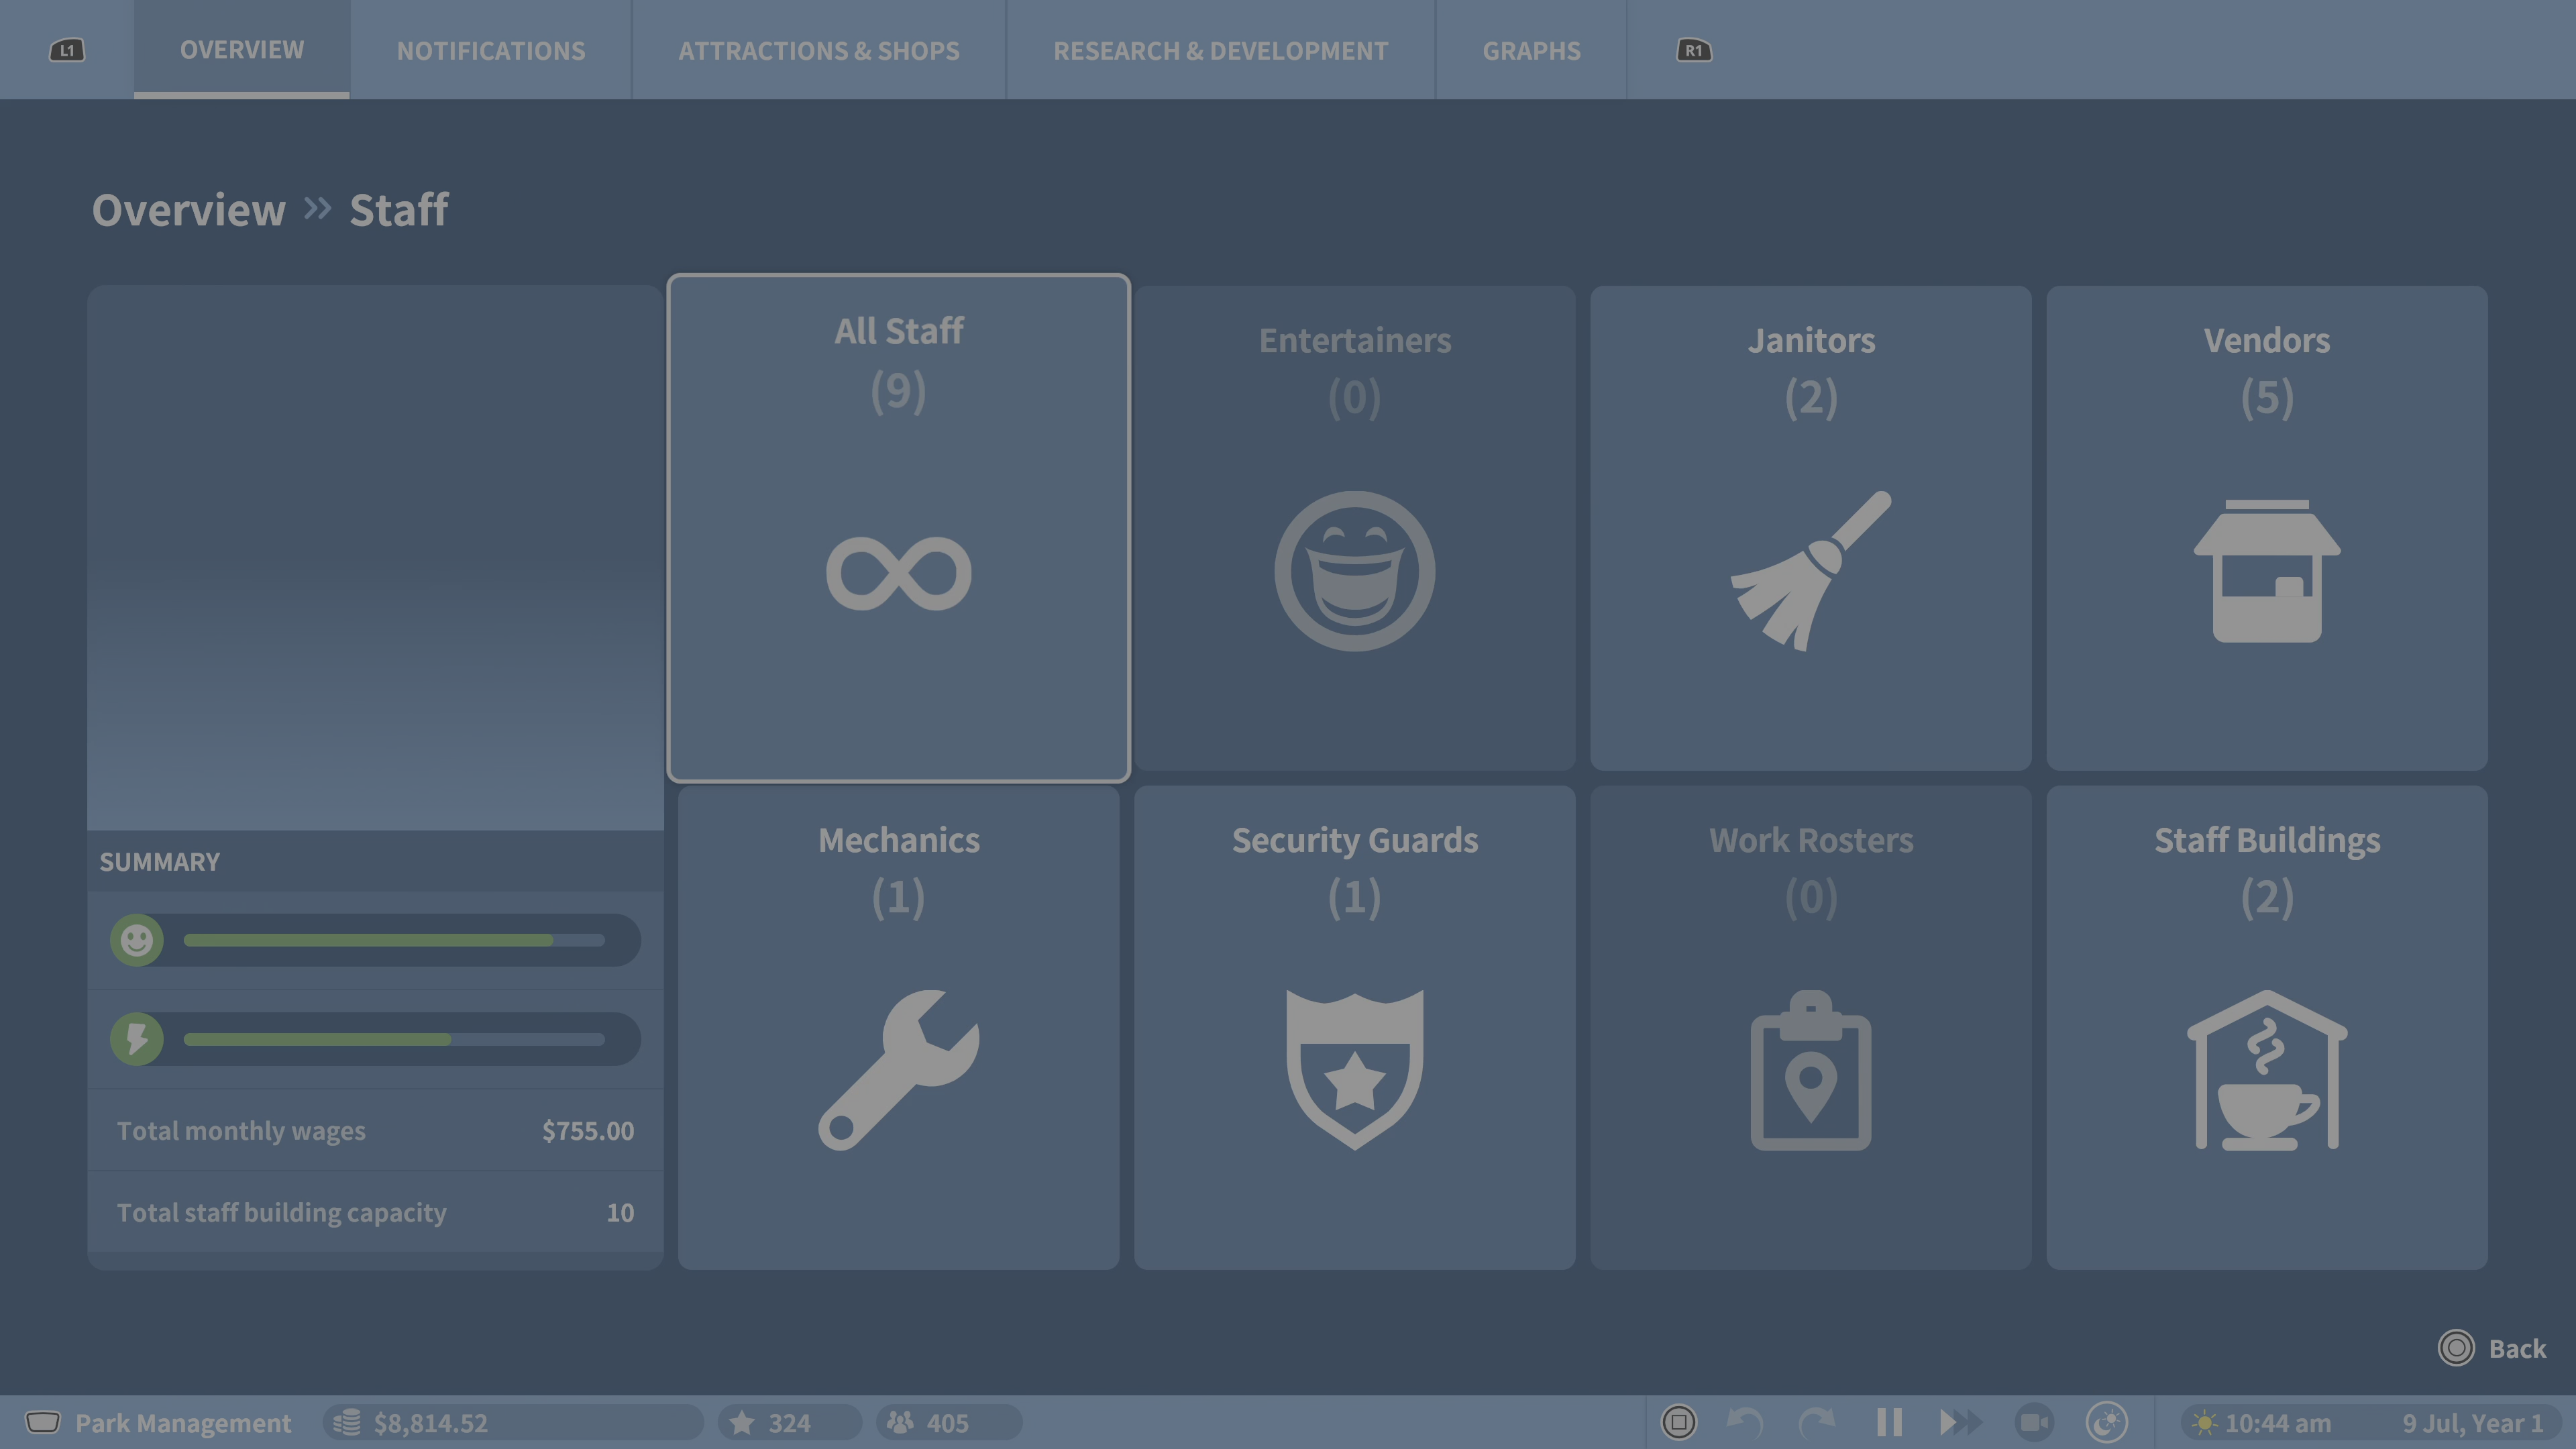 L1 OVERVIEW NOTIFICATIONS ATTRACTIONS & SHOPS RESEARCH & DEVELOPMENT GRAPHS R1
Overview » Staff
All Staff
(9)
Entertainers
(0)
Janitors
(2)
Vendors
(5)
Mechanics
(1)
Security Guards
(1)
Work Rosters
(0)
Staff Buildings
(2)
SUMMARY
Total monthly wages $755.00
Total staff building capacity 10
Back
Park Management $8,814.52 324 405 10:44 am 9 Jul, Year 1